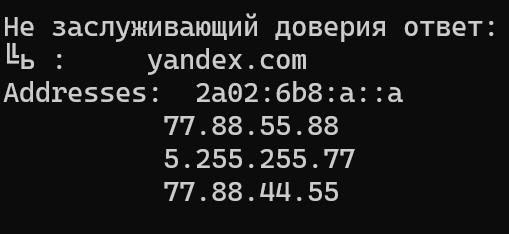 Не заслуживающий доверия ответ:
╚ь :     yandex.com
Addresses:  2a02:6b8:a::a
          77.88.55.88
          5.255.255.77
          77.88.44.55